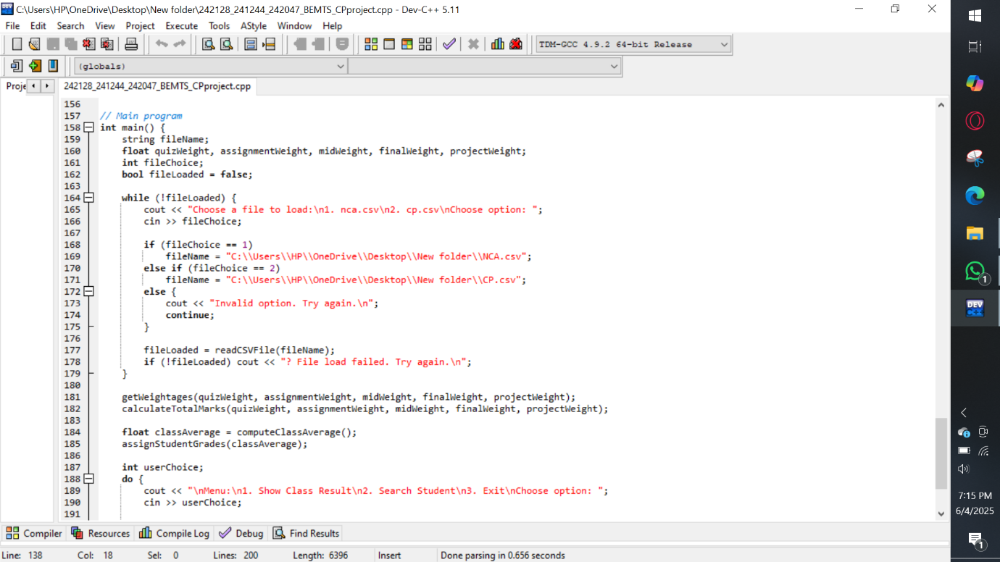 C:\Users\HP\OneDrive\Desktop\New folder\242128_241244_242047_BEMTS_CPproject.cpp - Dev-C++ 5.11
File Edit Search View Project Execute Tools AStyle Window Help
TDM-GCC 4.9.2 64-bit Release
(globals)
Proje 242128_241244_242047_BEMTS_CPproject.cpp
156
157 // Main program
158 int main() {
159 string fileName;
160 float quizWeight, assignmentWeight, midWeight, finalWeight, projectWeight;
161 int fileChoice;
162 bool fileLoaded = false;
163
164 while (!fileLoaded) {
165 cout << "Choose a file to load:\n1. nca.csv\n2. cp.csv\nChoose option: ";
166 cin >> fileChoice;
167
168 if (fileChoice == 1)
169 fileName = "C:\\Users\\HP\\OneDrive\\Desktop\\New folder\\NCA.csv";
170 else if (fileChoice == 2)
171 fileName = "C:\\Users\\HP\\OneDrive\\Desktop\\New folder\\CP.csv";
172 else {
173 cout << "Invalid option. Try again.\n";
174 continue;
175 }
176
177 fileLoaded = readCSVFile(fileName);
178 if (!fileLoaded) cout << "? File load failed. Try again.\n";
179 }
180
181 getWeightages(quizWeight, assignmentWeight, midWeight, finalWeight, projectWeight);
182 calculateTotalMarks(quizWeight, assignmentWeight, midWeight, finalWeight, projectWeight);
183
184 float classAverage = computeClassAverage();
185 assignStudentGrades(classAverage);
186
187 int userChoice;
188 do {
189 cout << "\nMenu:\n1. Show Class Result\n2. Search Student\n3. Exit\nChoose option: ";
190 cin >> userChoice;
191
Compiler Resources Compile Log Debug Find Results
Line: 138 Col: 18 Sel: 0 Lines: 200 Length: 6396 Insert Done parsing in 0.656 seconds
1
DEV
C++
7:15 PM
6/4/2025
1